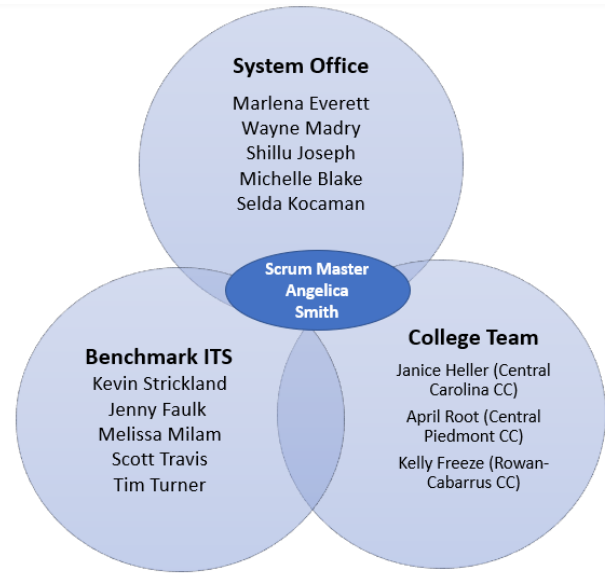 System Office
Marlena Everett
Wayne Madry
Shillu Joseph
Michelle Blake
Selda Kocaman
Scrum Master
Angelica
Smith
Benchmark ITS
Kevin Strickland
Jenny Faulk
Melissa Milam
Scott Travis
Tim Turner
College Team
Janice Heller (Central
Carolina CC)
April Root (Central
Piedmont CC)
Kelly Freeze (Rowan-
Cabarrus CC)